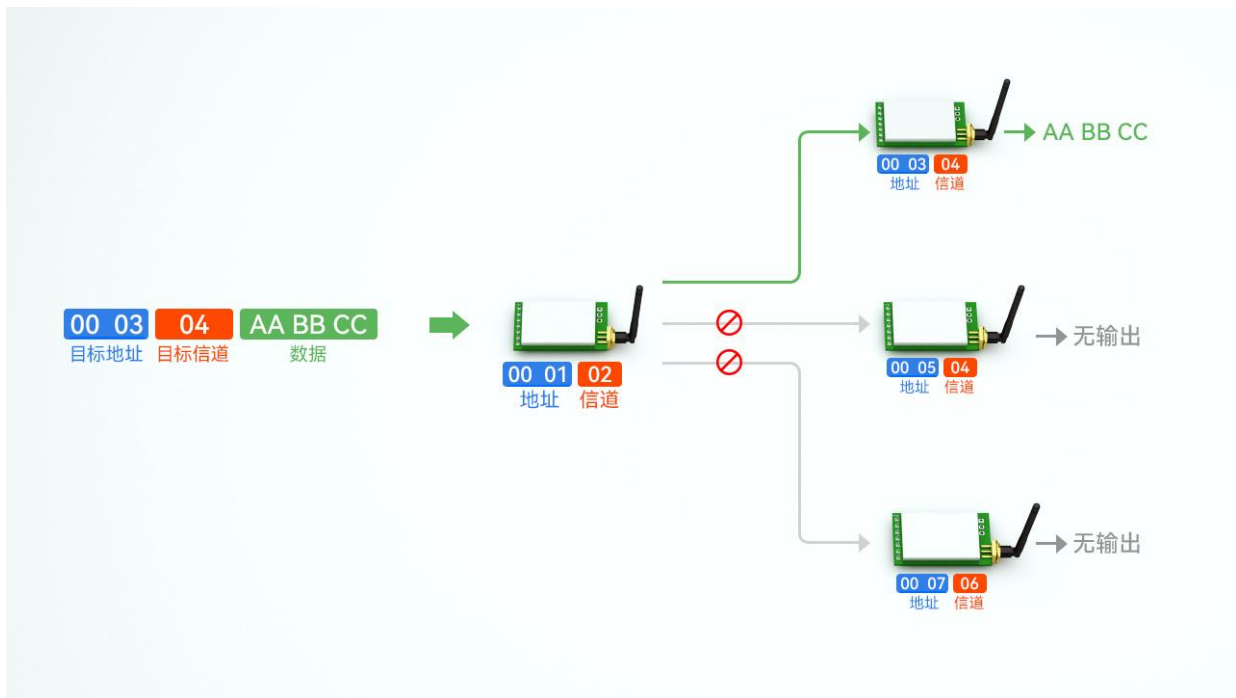 00 03 04 AA BB CC
目标地址 目标信道 数据
00 01 02
地址 信道
AA BB CC
00 03 04
地址 信道
无输出
00 05 04
地址 信道
无输出
00 07 06
地址 信道